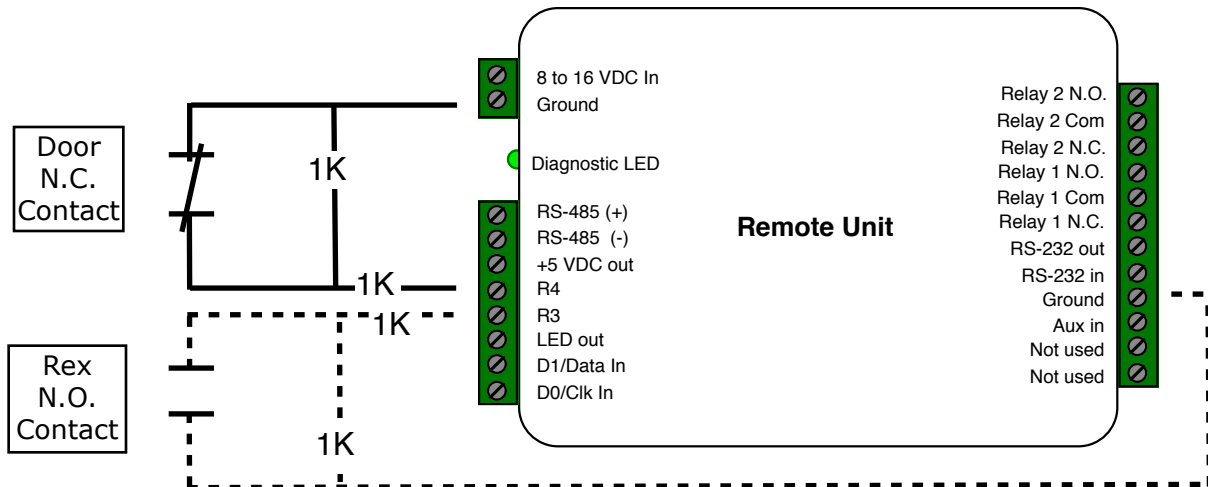 Door
N.C.
Contact
1K
1K
1K
Rex
N.O.
Contact
1K
8 to 16 VDC In
Ground
Diagnostic LED
RS-485 (+)
RS-485 (-)
+5 VDC out
R4
R3
LED out
D1/Data In
D0/Clk In
Remote Unit
Relay 2 N.O.
Relay 2 Com
Relay 2 N.C.
Relay 1 N.O.
Relay 1 Com
Relay 1 N.C.
RS-232 out
RS-232 in
Ground
Aux in
Not used
Not used